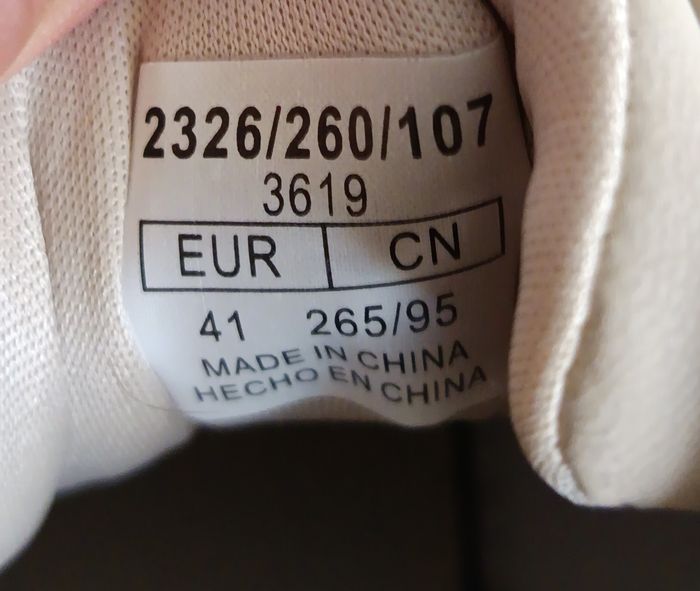 2326/260/107
3619
EUR CN
41 265/95
MADE IN CHINA
HECHO EN CHINA